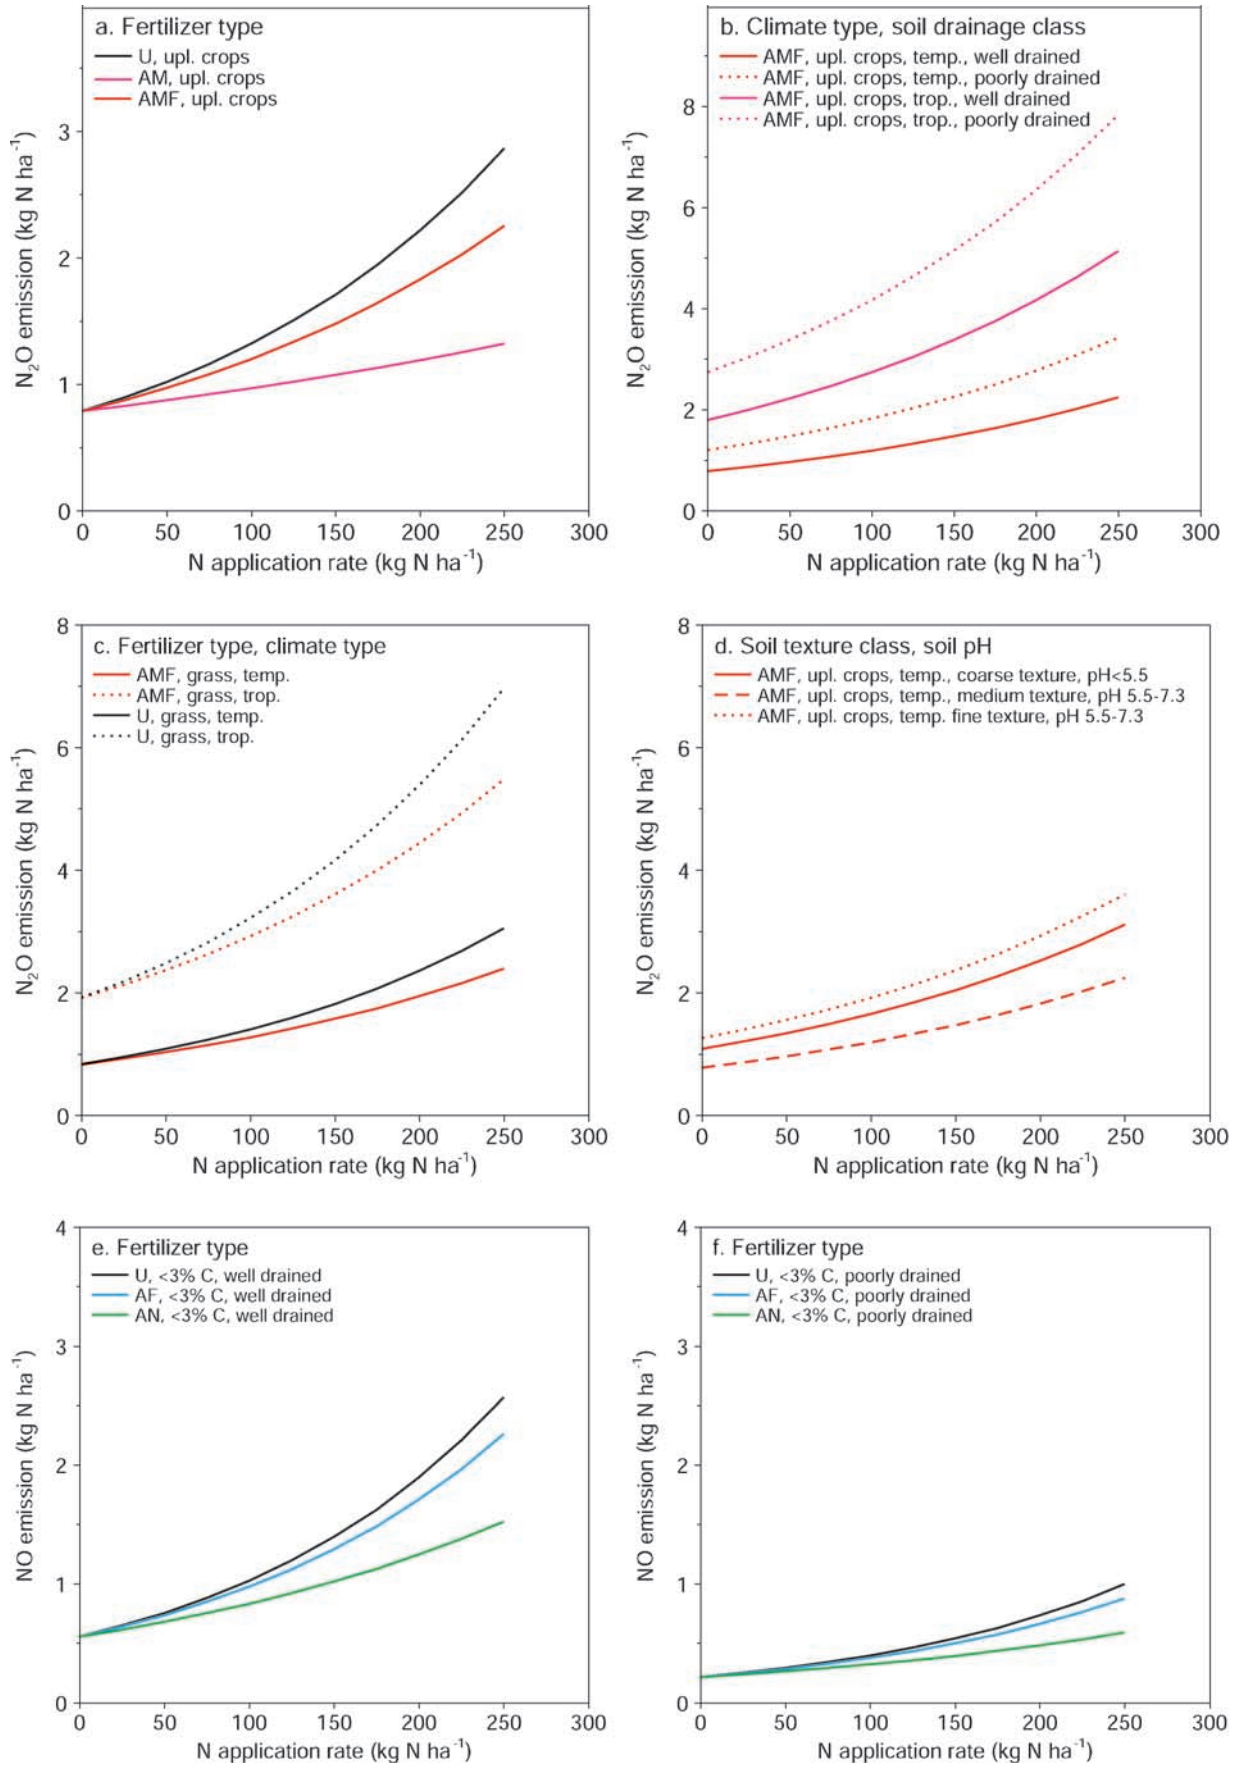 a. Fertilizer type
U, upl. crops
AM, upl. crops
AMF, upl. crops
3
2
1
0
0 50 100 150 200 250 300
N application rate (kg N ha⁻¹)
N₂O emission (kg N ha⁻¹)
b. Climate type, soil drainage class
AMF, upl. crops, temp., well drained
AMF, upl. crops, temp., poorly drained
AMF, upl. crops, trop., well drained
AMF, upl. crops, trop., poorly drained
8
6
4
2
0
0 50 100 150 200 250 300
N application rate (kg N ha⁻¹)
N₂O emission (kg N ha⁻¹)
c. Fertilizer type, climate type
AMF, grass, temp.
AMF, grass, trop.
U, grass, temp.
U, grass, trop.
8
6
4
2
0
0 50 100 150 200 250 300
N application rate (kg N ha⁻¹)
N₂O emission (kg N ha⁻¹)
d. Soil texture class, soil pH
AMF, upl. crops, temp., coarse texture, pH<5.5
AMF, upl. crops, temp., medium texture, pH 5.5-7.3
AMF, upl. crops, temp. fine texture, pH 5.5-7.3
8
6
4
2
0
0 50 100 150 200 250 300
N application rate (kg N ha⁻¹)
N₂O emission (kg N ha⁻¹)
e. Fertilizer type
U, <3% C, well drained
AF, <3% C, well drained
AN, <3% C, well drained
4
3
2
1
0
0 50 100 150 200 250 300
N application rate (kg N ha⁻¹)
NO emission (kg N ha⁻¹)
f. Fertilizer type
U, <3% C, poorly drained
AF, <3% C, poorly drained
AN, <3% C, poorly drained
4
3
2
1
0
0 50 100 150 200 250 300
N application rate (kg N ha⁻¹)
NO emission (kg N ha⁻¹)